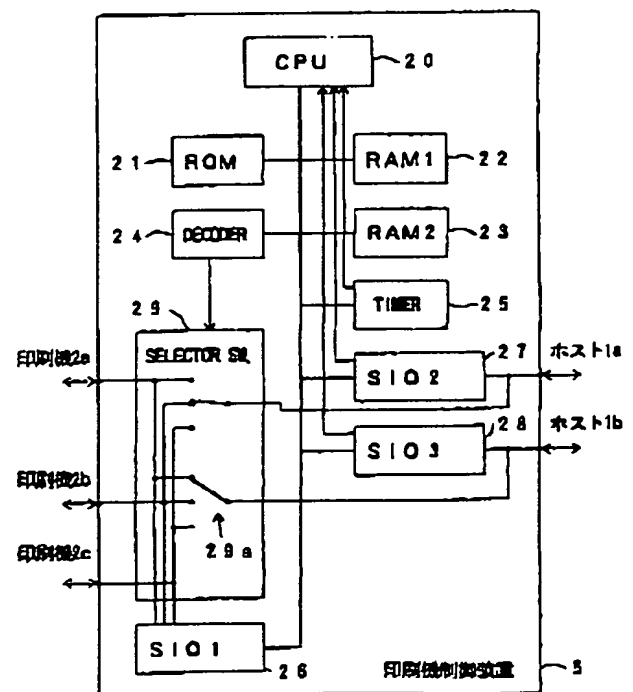 CPU
20
21
ROM
RAM1
22
24
DECODER
RAM2
23
29
TIMER
25
SELECTOR SW.
印刷機2a
27
ホスト1a
SIO2
28
ホスト1b
SIO3
印刷機2b
29a
印刷機2c
SIO1
26
印刷機制御装置
5